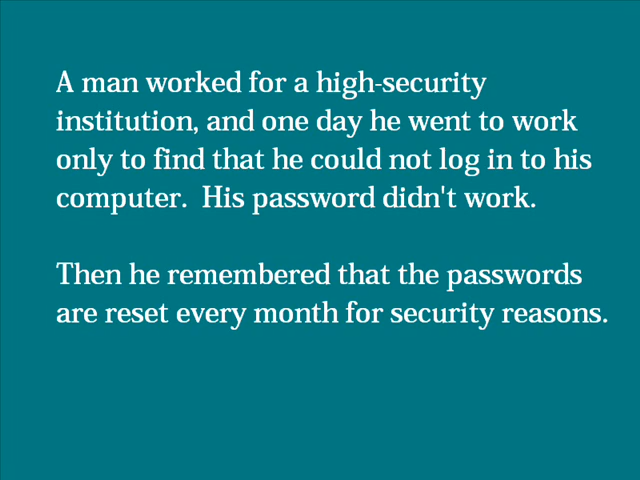 A man worked for a high-security
institution, and one day he went to work
only to find that he could not log in to his
computer.  His password didn't work.
Then he remembered that the passwords
are reset every month for security reasons.